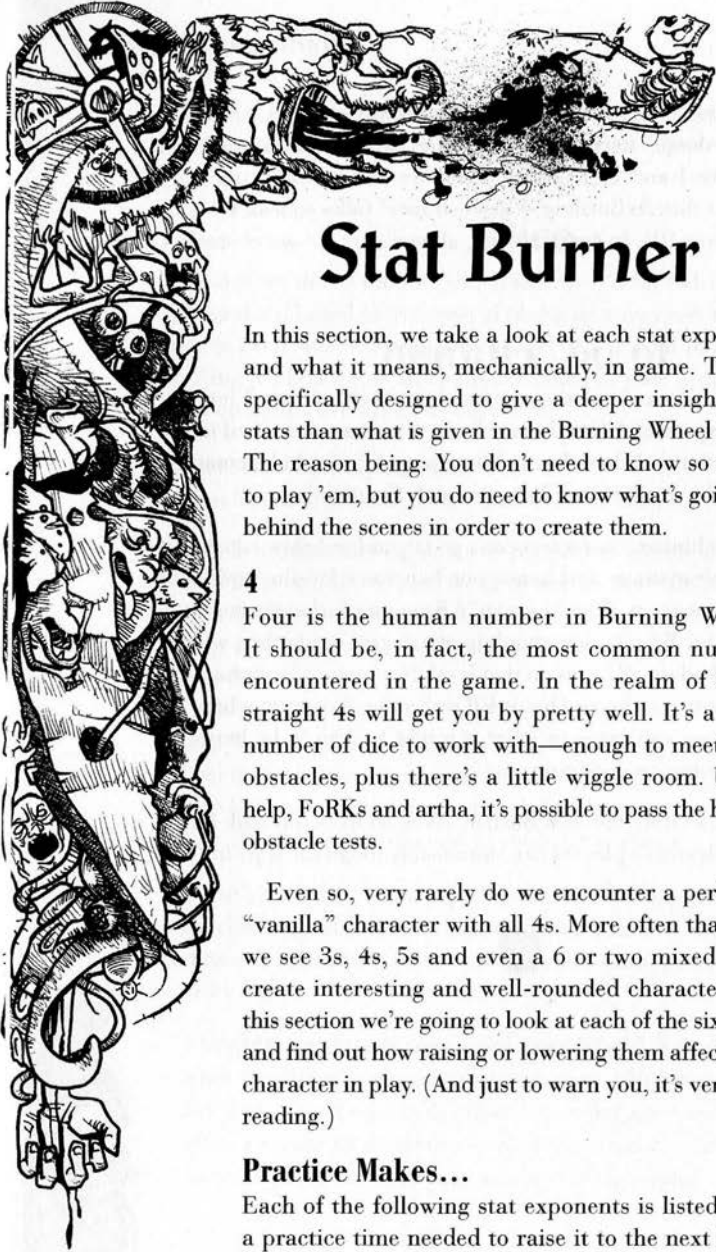 Stat Burner
In this section, we take a look at each stat exp
and what it means, mechanically, in game. T
specifically designed to give a deeper insigh
stats than what is given in the Burning Wheel
The reason being: You don't need to know so
to play 'em, but you do need to know what's goi
behind the scenes in order to create them.
4
Four is the human number in Burning W
It should be, in fact, the most common nu
encountered in the game. In the realm of
straight 4s will get you by pretty well. It's a
number of dice to work with—enough to meet
obstacles, plus there's a little wiggle room.
help, FoRKs and artha, it's possible to pass the h
obstacle tests.
Even so, very rarely do we encounter a per
“vanilla” character with all 4s. More often tha
we see 3s, 4s, 5s and even a 6 or two mixed
create interesting and well-rounded characte
this section we're going to look at each of the six
and find out how raising or lowering them affec
character in play. (And just to warn you, it's ver
reading.)
Practice Makes...
Each of the following stat exponents is listed
a practice time needed to raise it to the next